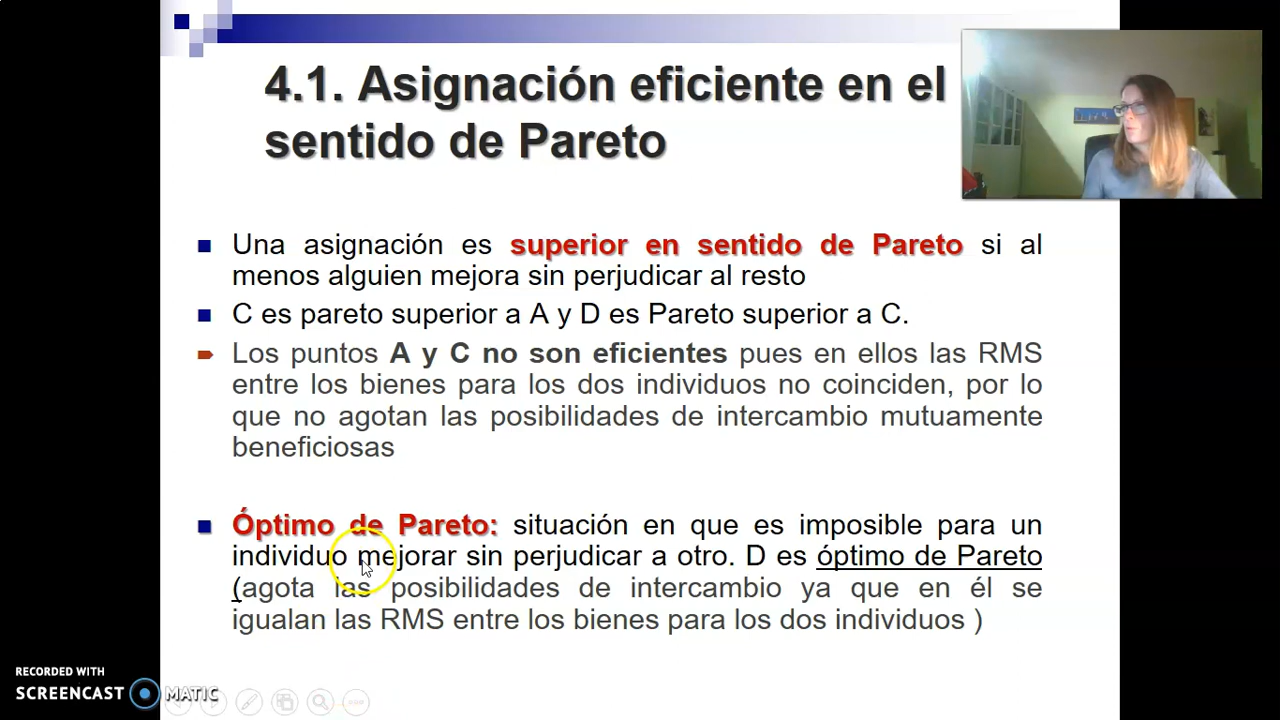 4.1. Asignación eficiente en el
sentido de Pareto
Una asignación es superior en sentido de Pareto si al
menos alguien mejora sin perjudicar al resto
C es pareto superior a A y D es Pareto superior a C.
Los puntos A y C no son eficientes pues en ellos las RMS
entre los bienes para los dos individuos no coinciden, por lo
que no agotan las posibilidades de intercambio mutuamente
beneficiosas
Óptimo de Pareto: situación en que es imposible para un
individuo mejorar sin perjudicar a otro. D es óptimo de Pareto
(agota las posibilidades de intercambio ya que en él se
igualan las RMS entre los bienes para los dos individuos )
RECORDED WITH
SCREENCAST MATIC